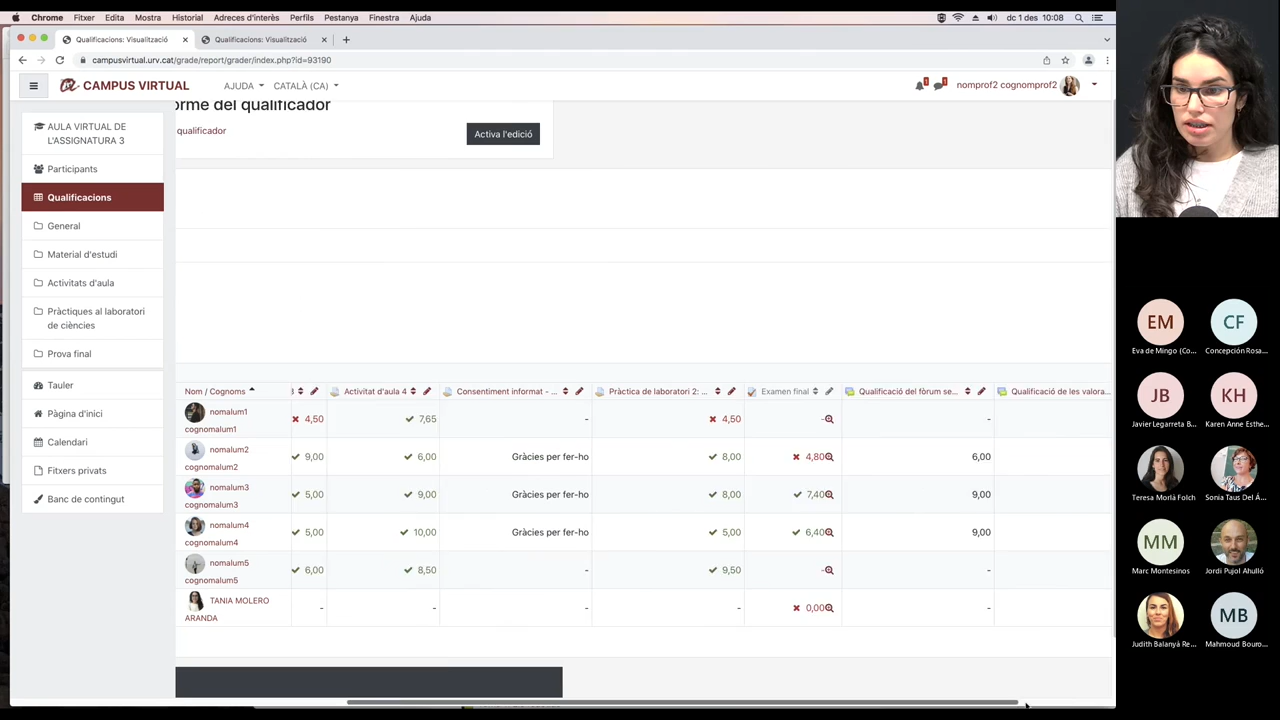 Chrome Fitxer Edita Mostra Historial Adreces d'interès Perfils Pestanya Finestra Ajuda dc 1 des 10:08
Qualificacions: Visualització Qualificacions: Visualització
campusvirtual.urv.cat/grade/report/grader/index.php?id=93190
CAMPUS VIRTUAL AJUDA CATALÀ (CA) nomprof2 cognomprof2
orme del qualificador
qualificador
Activa l'edició
AULA VIRTUAL DE
L'ASSIGNATURA 3
Participants
Qualificacions
General
Material d'estudi
Activitats d'aula
Pràctiques al laboratori
de ciències
Prova final
Tauler
Pàgina d'inici
Calendari
Fitxers privats
Banc de contingut
Nom / Cognoms Activitat d'aula 4 Consentiment informat - ... Pràctica de laboratori 2: ... Examen final Qualificació del fòrum se... Qualificació de les valora...
nomalum1
cognomalum1
4,50 7,65 - 4,50 - -
nomalum2
cognomalum2
9,00 6,00 Gràcies per fer-ho 8,00 4,80 6,00
nomalum3
cognomalum3
5,00 9,00 Gràcies per fer-ho 8,00 7,40 9,00
nomalum4
cognomalum4
5,00 10,00 Gràcies per fer-ho 5,00 6,40 9,00
nomalum5
cognomalum5
6,00 8,50 - 9,50 - -
TANIA MOLERO
ARANDA
- - - - 0,00 -
EM CF
Eva de Mingo (Co... Concepción Rosa...
JB KH
Javier Legarreta B... Karen Anne Esthe...
Teresa Morlà Folch Sonia Taus Del Á...
MM
Marc Montesinos Jordi Pujol Ahulló
MB
Judith Balanyà Re... Mahmoud Bouro...